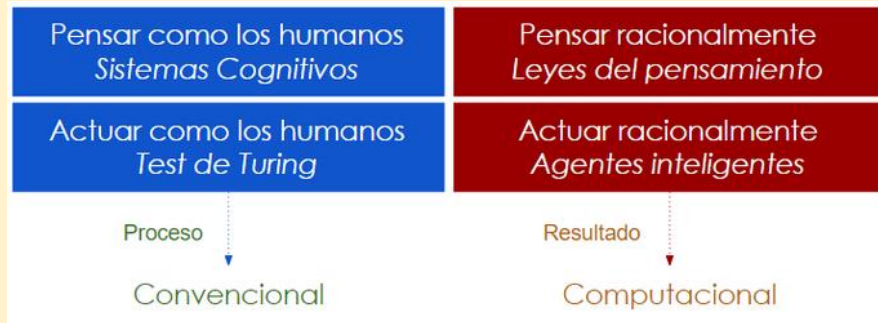 Pensar como los humanos
Sistemas Cognitivos
Pensar racionalmente
Leyes del pensamiento
Actuar como los humanos
Test de Turing
Actuar racionalmente
Agentes inteligentes
Proceso
Resultado
Convencional
Computacional